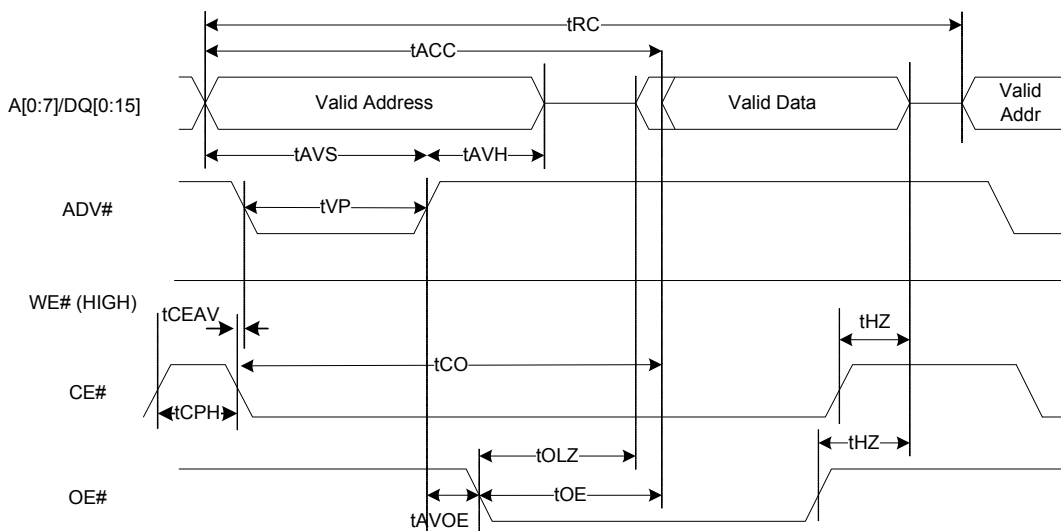 tRC
tACC
A[0:7]/DQ[0:15]
Valid Address
Valid Data
Valid
Addr
tAVS
tAVH
ADV#
tVP
WE# (HIGH)
tCEAV
tHZ
tCO
CE#
tCPH
tHZ
tOLZ
OE#
tOE
tAVOE